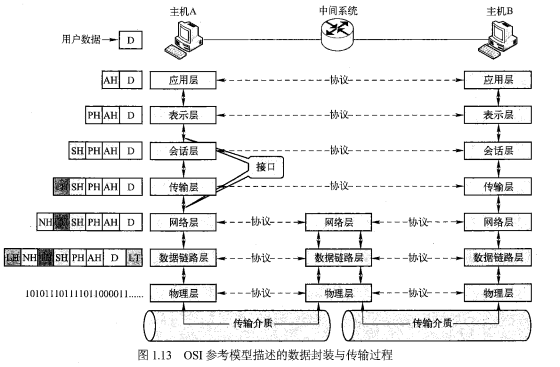 主机A 中间系统 主机B
用户数据 D
AH D 应用层 协议 应用层
PH AH D 表示层 协议 表示层
SH PH AH D 会话层 协议 会话层
接口
SH PH AH D 传输层 协议 传输层
NH SH PH AH D 网络层 协议 网络层 协议 网络层
LH NH SH PH AH D LT 数据链路层 协议 数据链路层 协议 数据链路层
101011101111011000011...... 物理层 协议 物理层 协议 物理层
传输介质 传输介质
图 1.13 OSI 参考模型描述的数据封装与传输过程